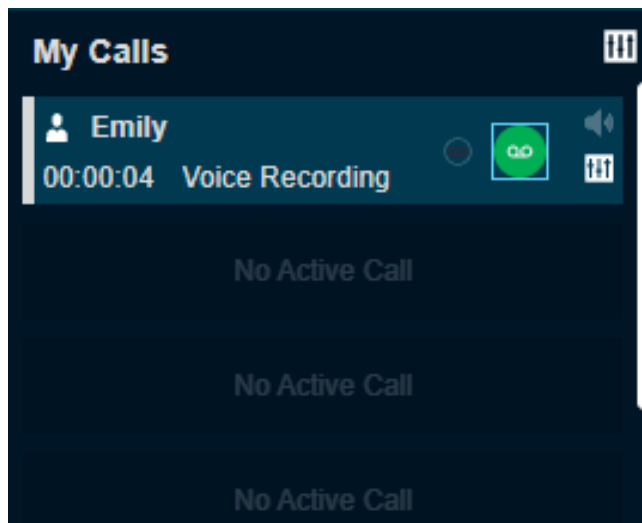 My Calls
Emily
00:00:04 Voice Recording
No Active Call
No Active Call
No Active Call